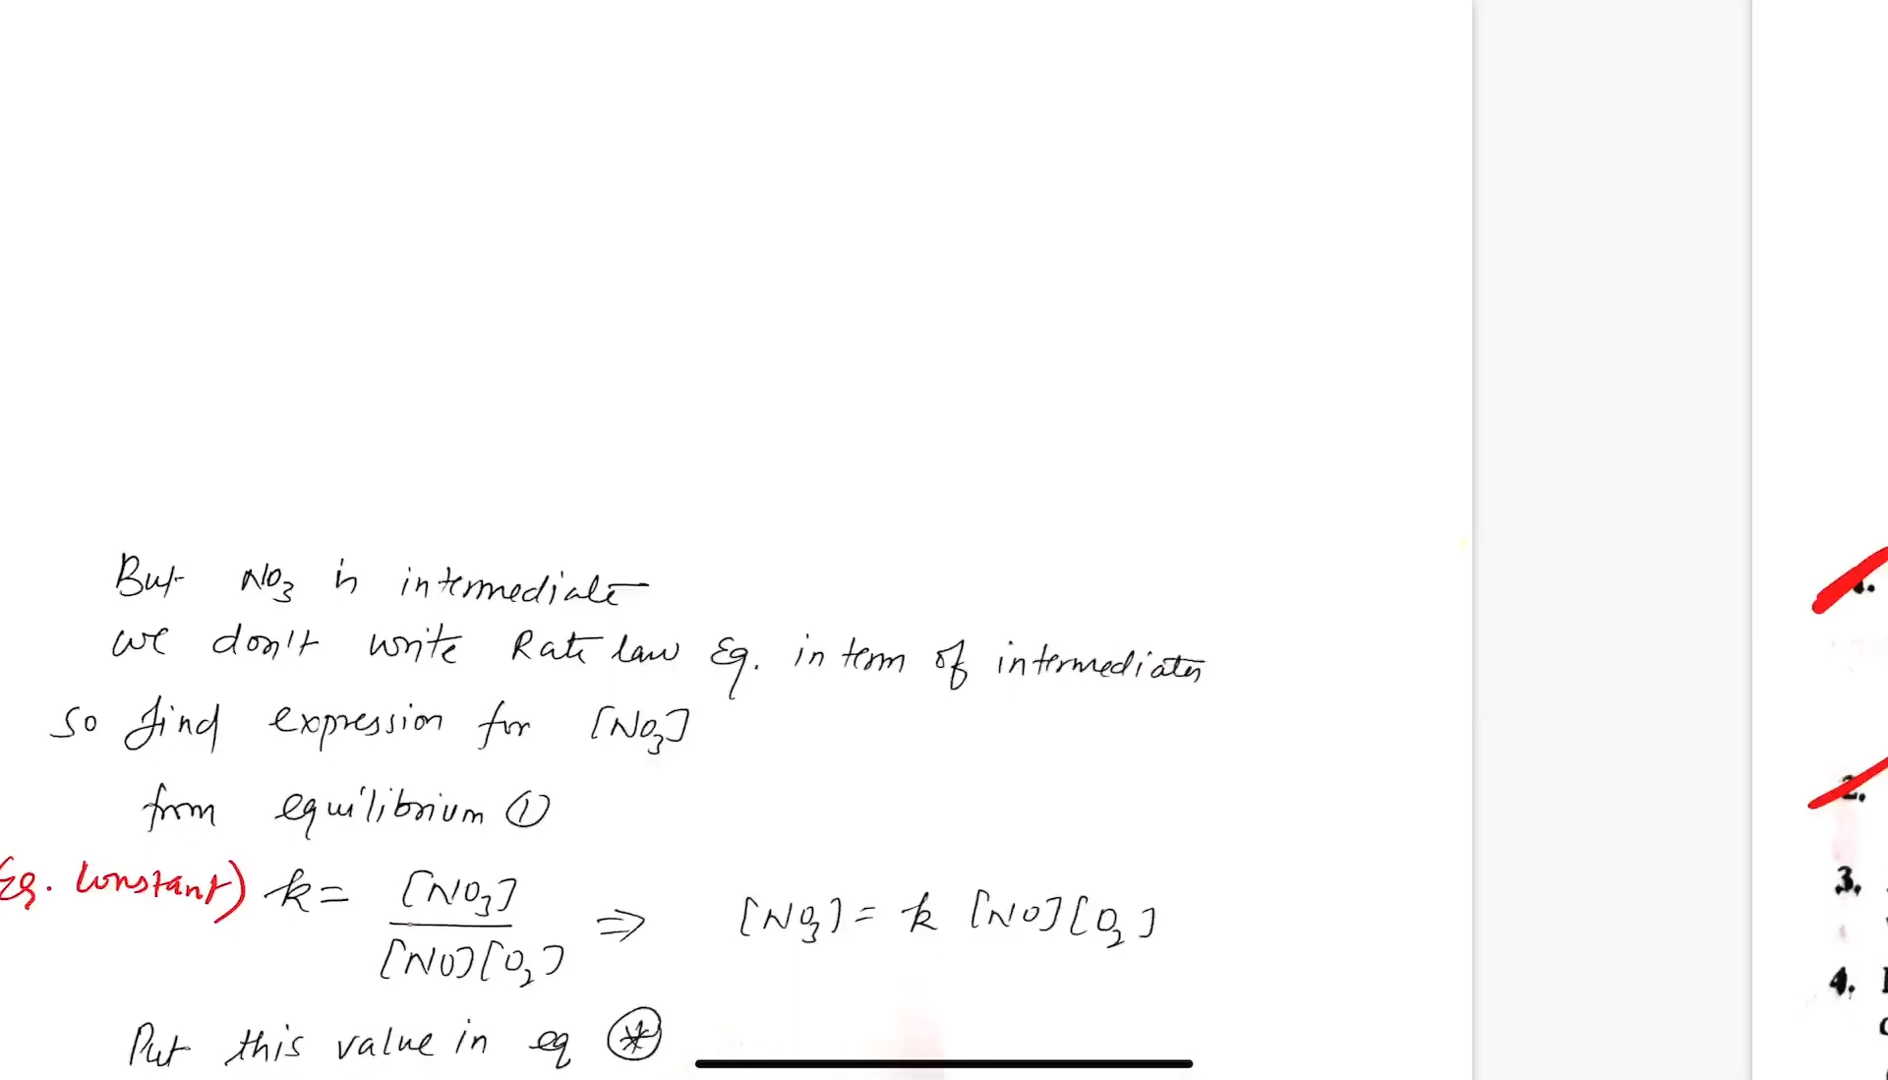 But NO3 is intermediate
we don't write Rate law Eq. in term of intermediates
So find expression for [NO3]
from equilibrium ①
Eq. Constant) k = [NO3] / [NO][O2] ⇒ [NO3] = k [NO][O2]
Put this value in eq ⊛
2.
3.
4.